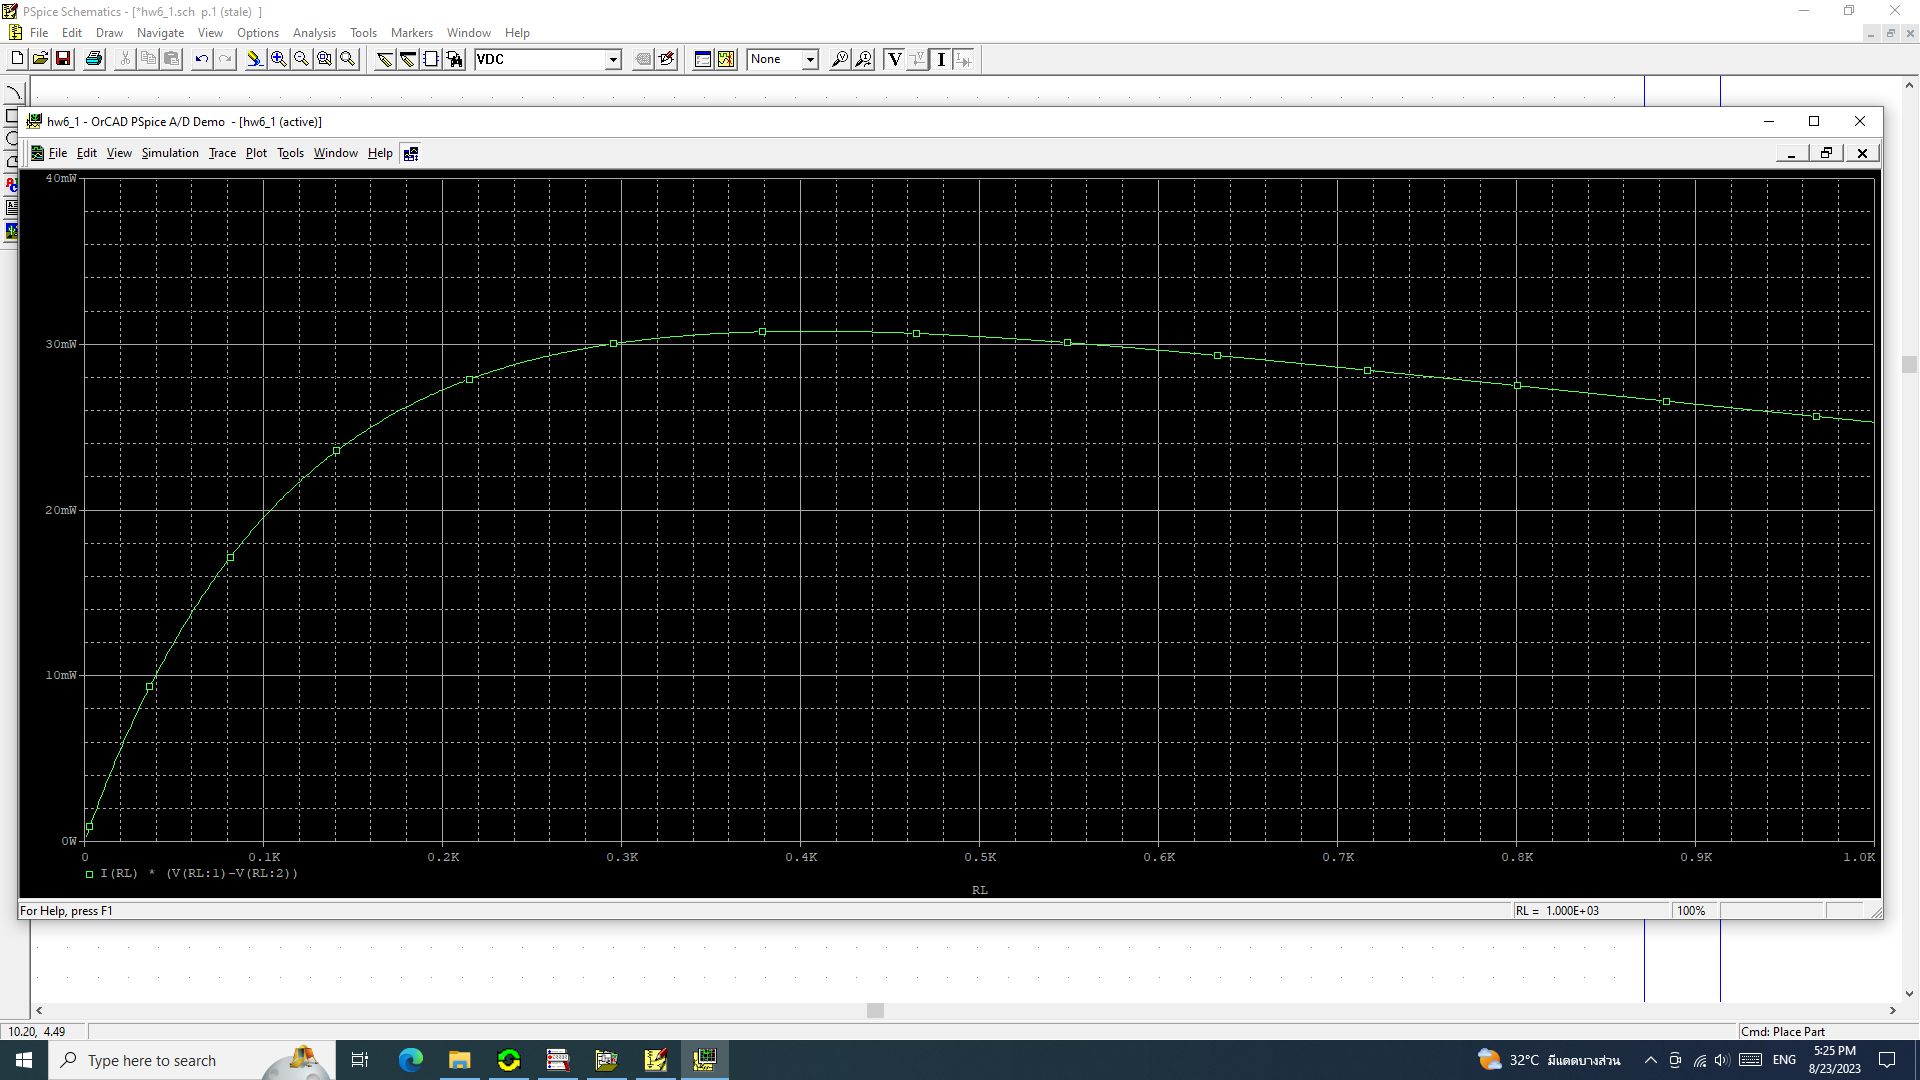 PSpice Schematics - [*hw6_1.sch  p.1 (stale)  ]
File Edit Draw Navigate View Options Analysis Tools Markers Window Help
VDC None V I
hw6_1 - OrCAD PSpice A/D Demo  - [hw6_1 (active)]
File Edit View Simulation Trace Plot Tools Window Help
40mW
30mW
20mW
10mW
0W
0 0.1K 0.2K 0.3K 0.4K 0.5K 0.6K 0.7K 0.8K 0.9K 1.0K
I(RL) * (V(RL:1)-V(RL:2))
RL
For Help, press F1 RL =  1.000E+03 100%
10.20,  4.49 Cmd: Place Part
Type here to search 32°C มีแดดบางส่วน ENG 5:25 PM
8/23/2023